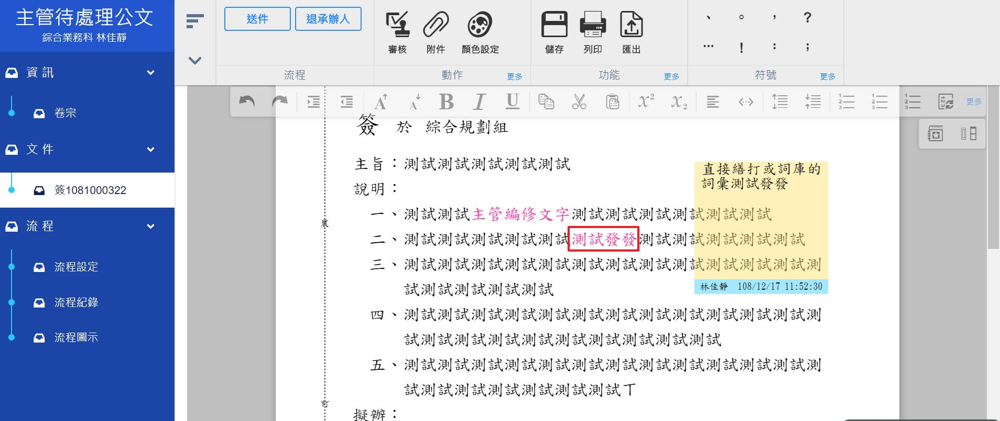 主管待處理公文
綜合業務科 林佳靜
資訊
卷宗
文件
簽1081000322
流程
流程設定
流程紀錄
流程圖示
送件
退承辦人
流程
審核
附件
顏色設定
動作
更多
儲存
列印
匯出
功能
更多
、 。 , ?
… ! : ;
符號
更多
更多
簽 於 綜合規劃組
主旨：測試測試測試測試測試
說明：
一、測試測試主管編修文字測試測試測試測試測試測試
二、測試測試測試測試測試測試發發測試測試測試測試測試
三、測試測試測試測試測試測試測試測試測試測試測試測試測
試測試測試測試測試
四、測試測試測試測試測試測試測試測試測試測試測試測試測
試測試測試測試測試測試測試測試測試測試
五、測試測試測試測試測試測試測試測試測試測試測試測試測
試測試測試測試測試測試測試丅
擬辦：
直接繕打或詞庫的
詞彙測試發發
林佳靜 108/12/17 11:52:30
裝
訂